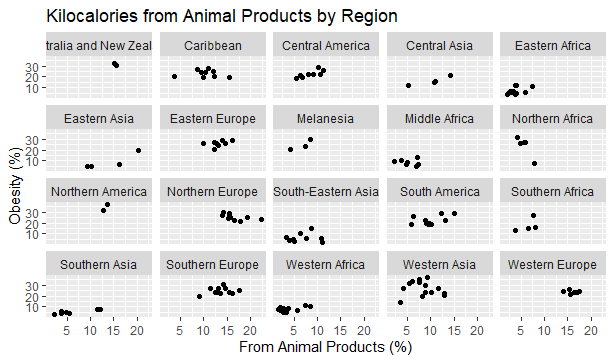 Kilocalories from Animal Products by Region
tralia and New Zeal Caribbean Central America Central Asia Eastern Africa
30
20
10
Eastern Asia Eastern Europe Melanesia Middle Africa Northern Africa
30
20
10
Northern America Northern Europe South-Eastern Asia South America Southern Africa
30
20
10
Southern Asia Southern Europe Western Africa Western Asia Western Europe
30
20
10
5 10 15 20 5 10 15 20 5 10 15 20 5 10 15 20 5 10 15 20
From Animal Products (%)
Obesity (%)